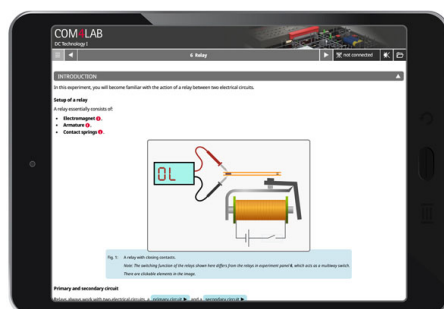 COM4LAB
DC Technology I
6 Relay
not connected
INTRODUCTION
In this experiment, you will become familiar with the action of a relay between two electrical circuits.
Setup of a relay
A relay essentially consists of:
• Electromagnet
• Armature
• Contact springs
OL
Fig. 1: A relay with closing contacts.
Note: The switching function of the relays shown here differs from the relays in experiment panel 6, which acts as a multiway switch.
There are clickable elements in the image.
Primary and secondary circuit
Relays always work with two electrical circuits, a primary circuit and a secondary circuit